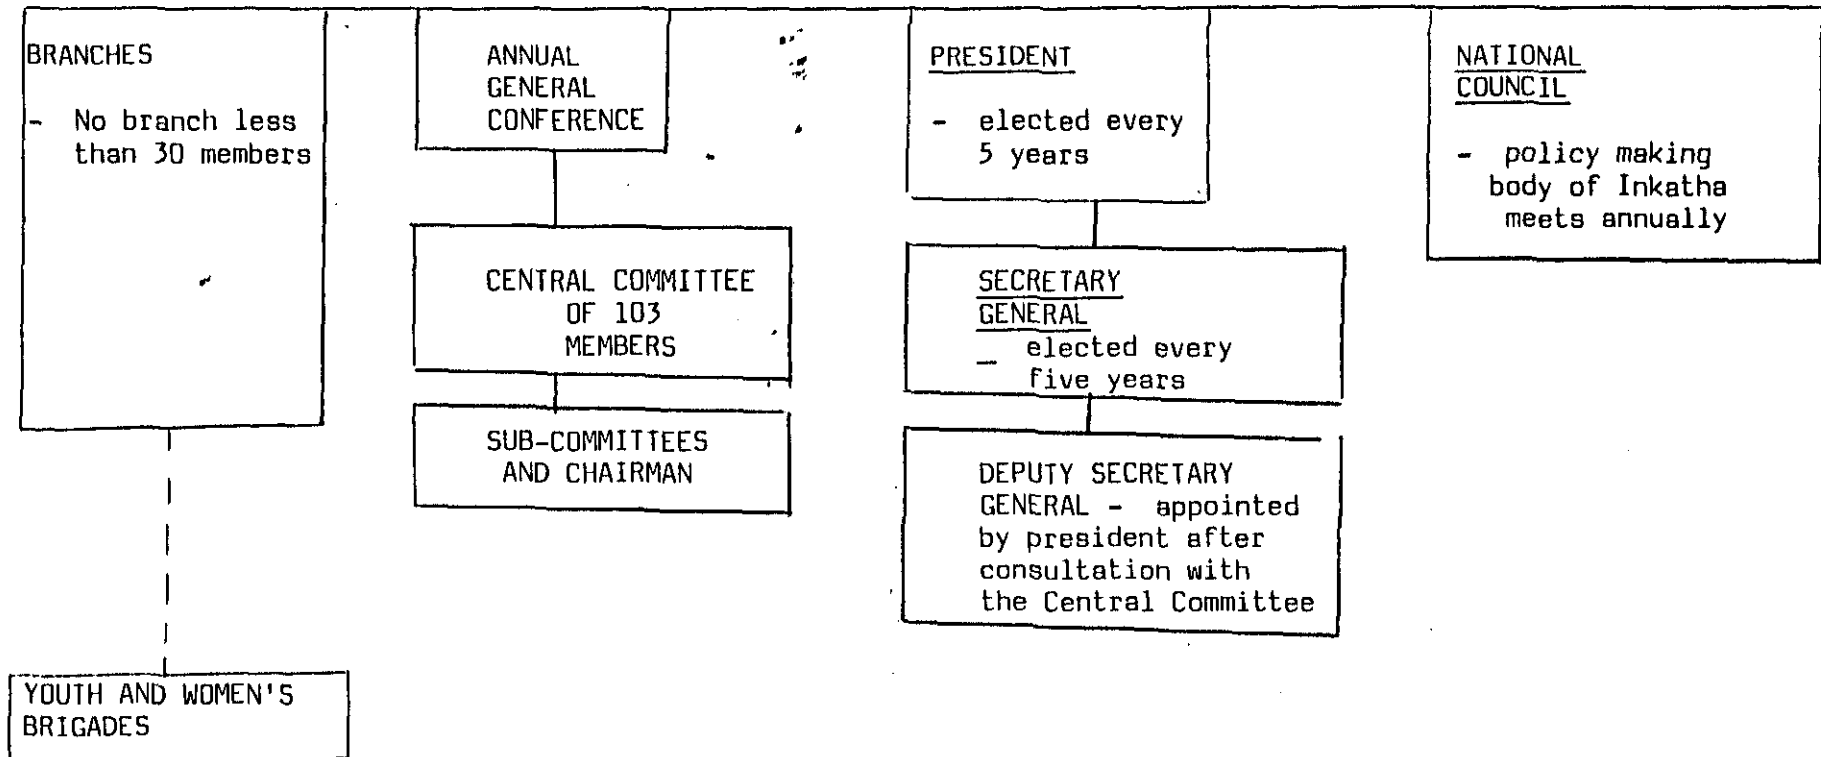 BRANCHES
- No branch less
than 30 members
YOUTH AND WOMEN'S
BRIGADES
ANNUAL
GENERAL
CONFERENCE
CENTRAL COMMITTEE
OF 103
MEMBERS
SUB-COMMITTEES
AND CHAIRMAN
PRESIDENT
- elected every
5 years
SECRETARY
GENERAL
- elected every
five years
DEPUTY SECRETARY
GENERAL - appointed
by president after
consultation with
the Central Committee
NATIONAL
COUNCIL
- policy making
body of Inkatha
meets annually